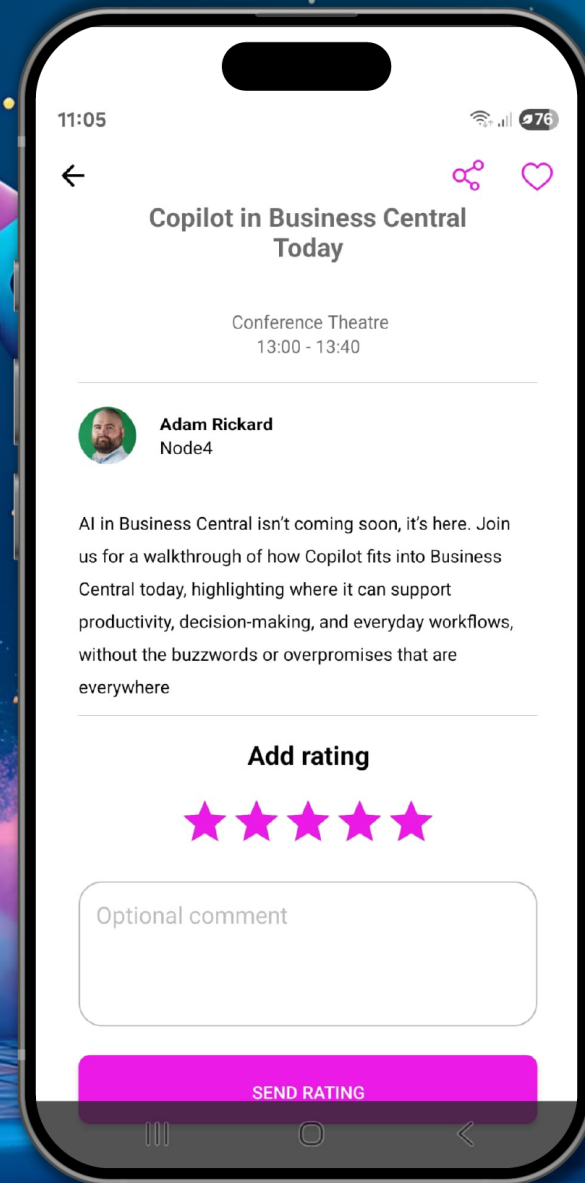 11:05
76
Copilot in Business Central
Today
Conference Theatre
13:00 - 13:40
Adam Rickard
Node4
AI in Business Central isn’t coming soon, it’s here. Join
us for a walkthrough of how Copilot fits into Business
Central today, highlighting where it can support
productivity, decision-making, and everyday workflows,
without the buzzwords or overpromises that are
everywhere
Add rating
Optional comment
SEND RATING